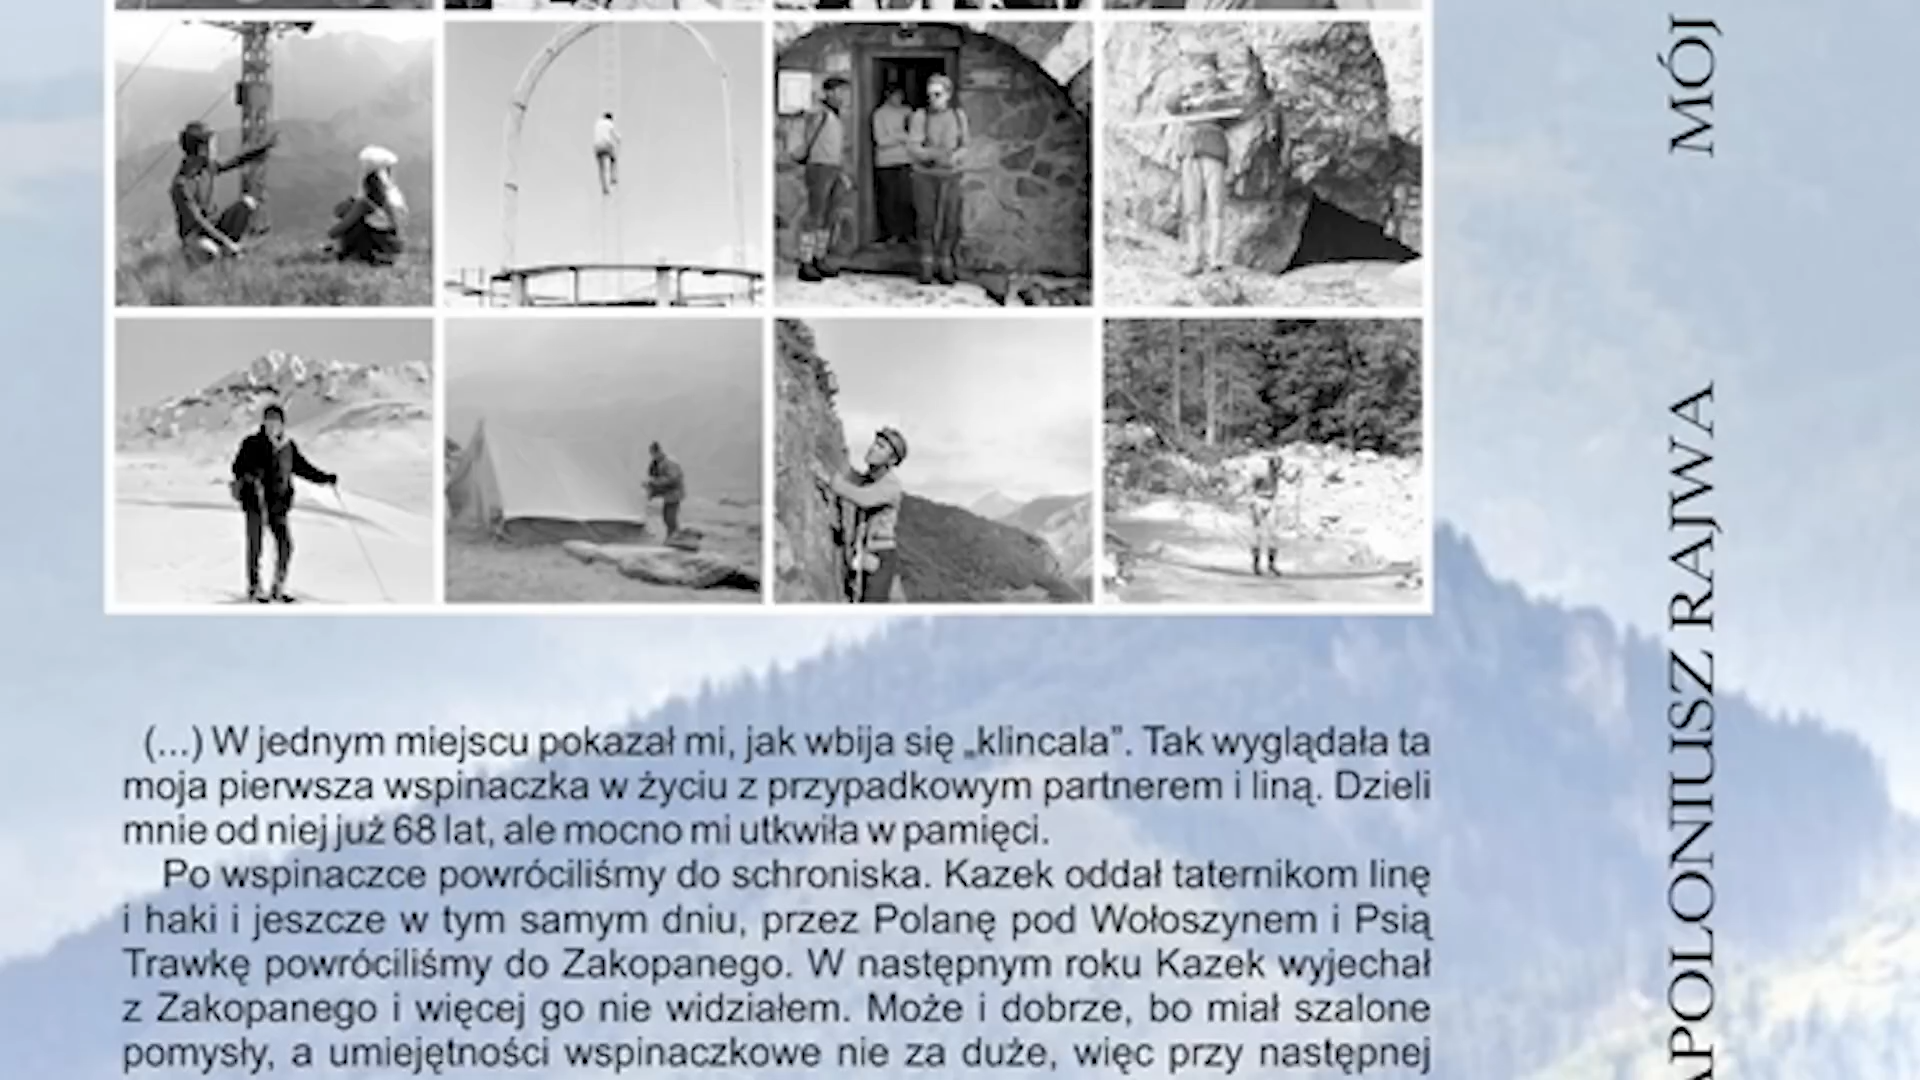 (...) W jednym miejscu pokazał mi, jak wbija się „klincala”. Tak wyglądała ta
moja pierwsza wspinaczka w życiu z przypadkowym partnerem i liną. Dzieli
mnie od niej już 68 lat, ale mocno mi utkwiła w pamięci.
Po wspinaczce powróciliśmy do schroniska. Kazek oddał taternikom linę
i haki i jeszcze w tym samym dniu, przez Polanę pod Wołoszynem i Psią
Trawkę powróciliśmy do Zakopanego. W następnym roku Kazek wyjechał
z Zakopanego i więcej go nie widziałem. Może i dobrze, bo miał szalone
pomysły, a umiejętności wspinaczkowe nie za duże, więc przy następnej
APOLONIUSZ RAJWA MÓJ